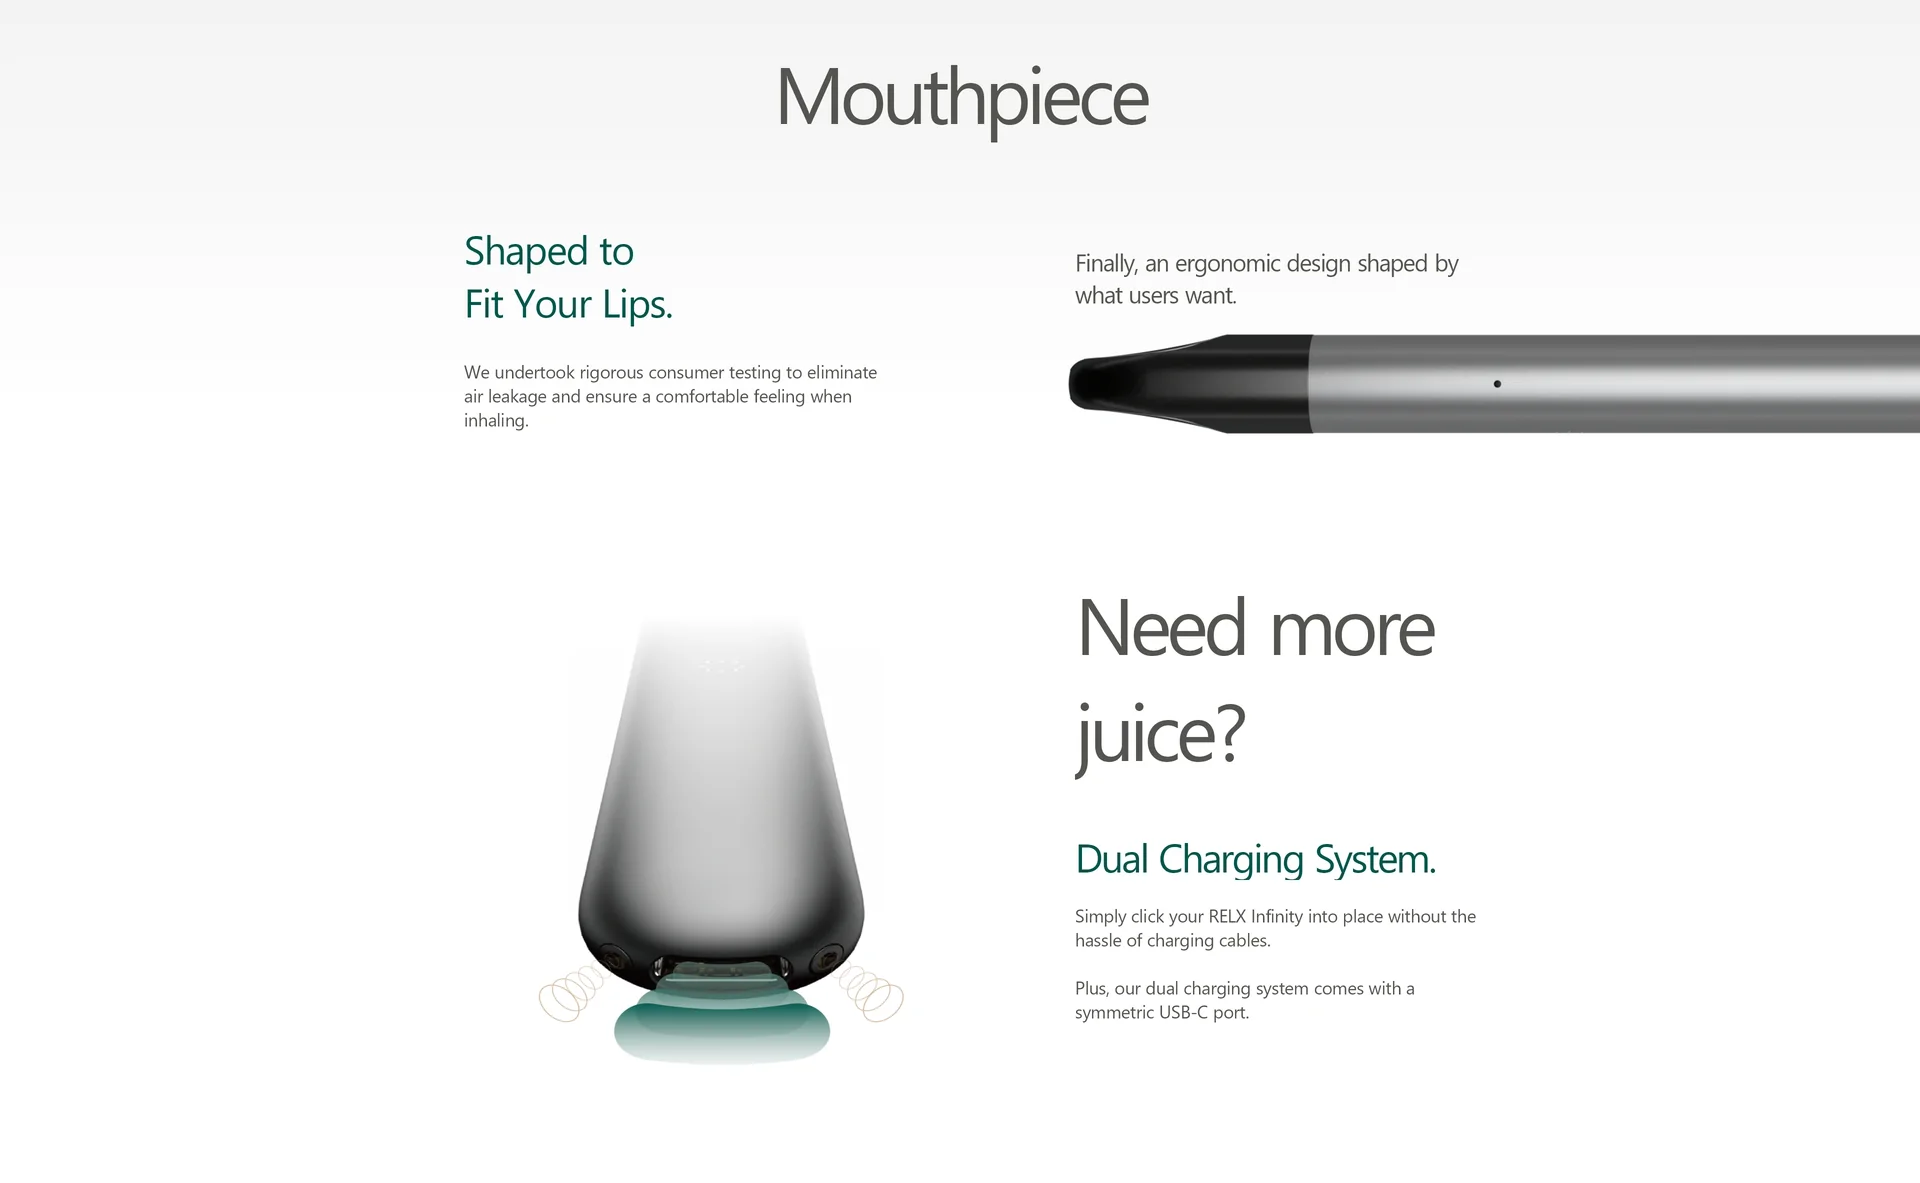 Mouthpiece
Shaped to
Fit Your Lips.
We undertook rigorous consumer testing to eliminate
air leakage and ensure a comfortable feeling when
inhaling.
Finally, an ergonomic design shaped by
what users want.
Need more
juice?
Dual Charging System.
Simply click your RELX Infinity into place without the
hassle of charging cables.
Plus, our dual charging system comes with a
symmetric USB-C port.